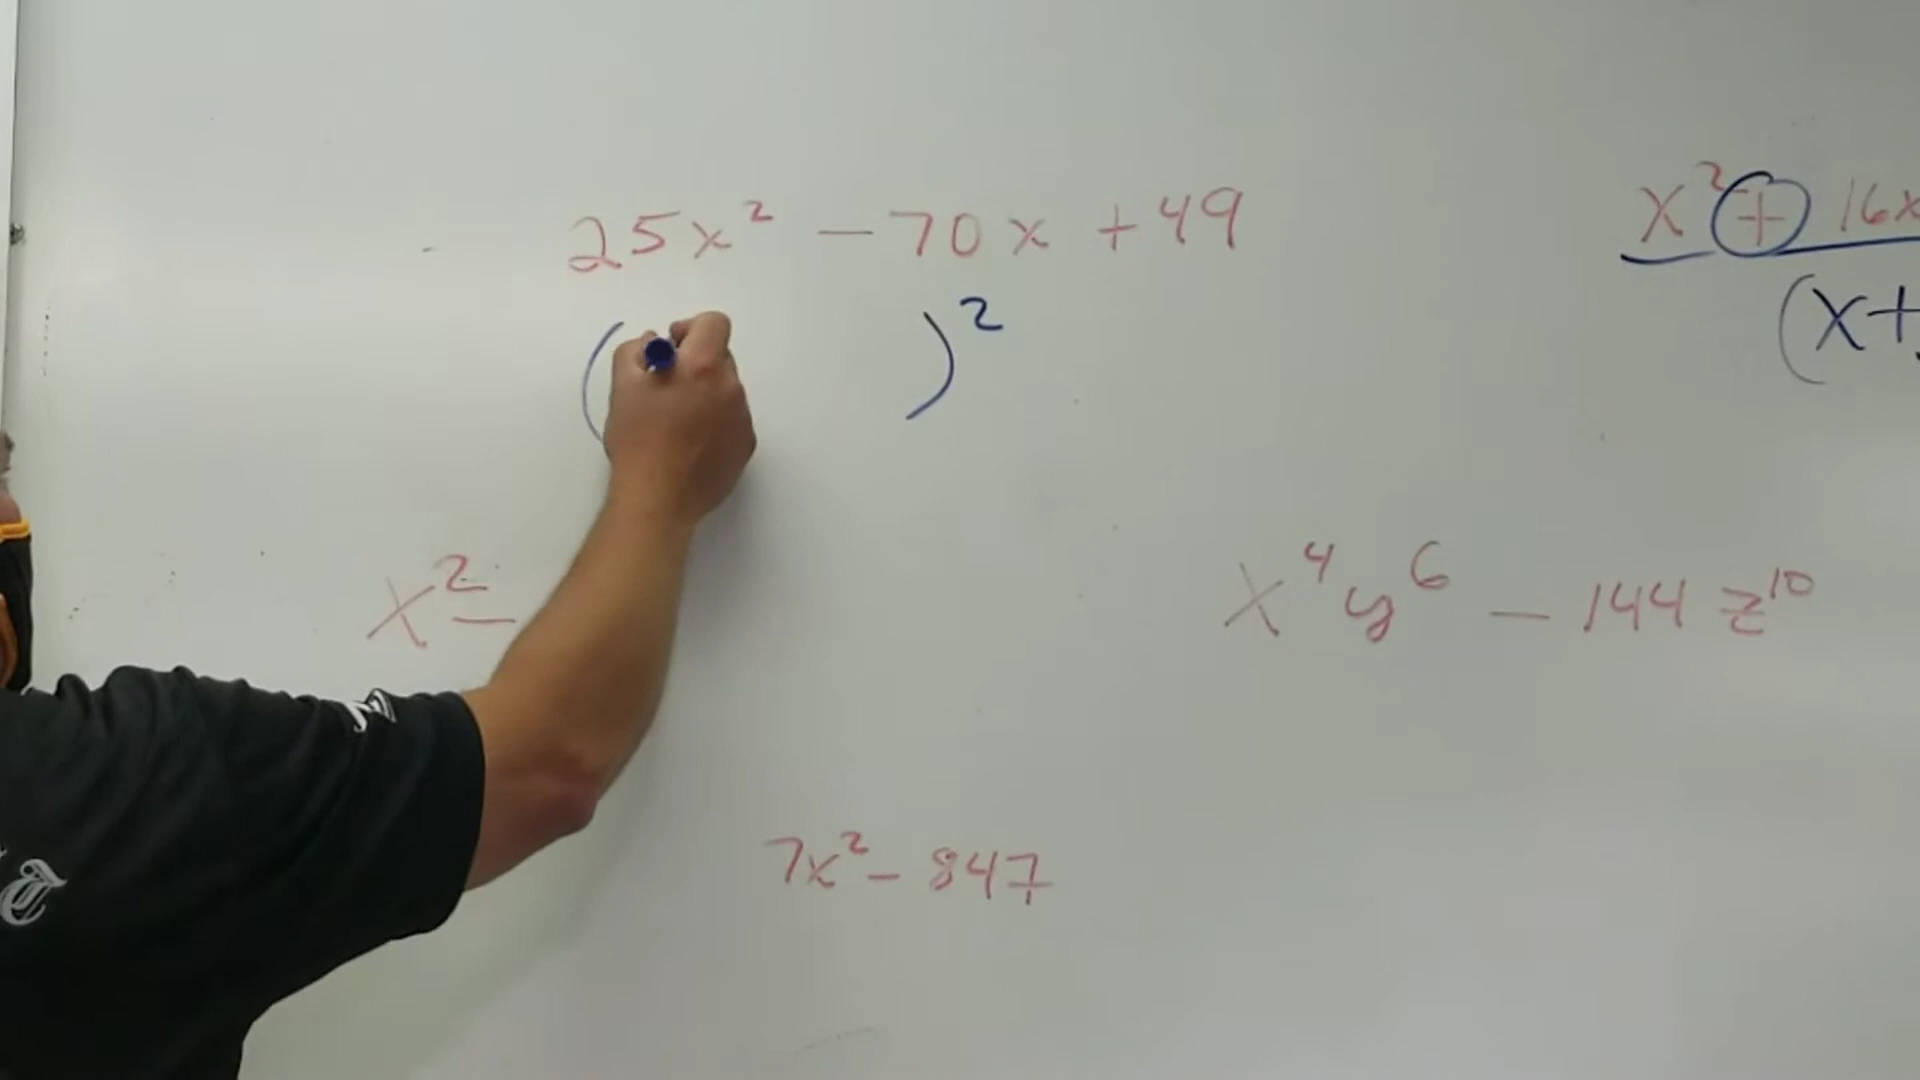 25x² - 70x + 49
x² + 16x
( )²
(x+
x² -
x⁴y⁶ - 144z¹⁰
7x² - 847